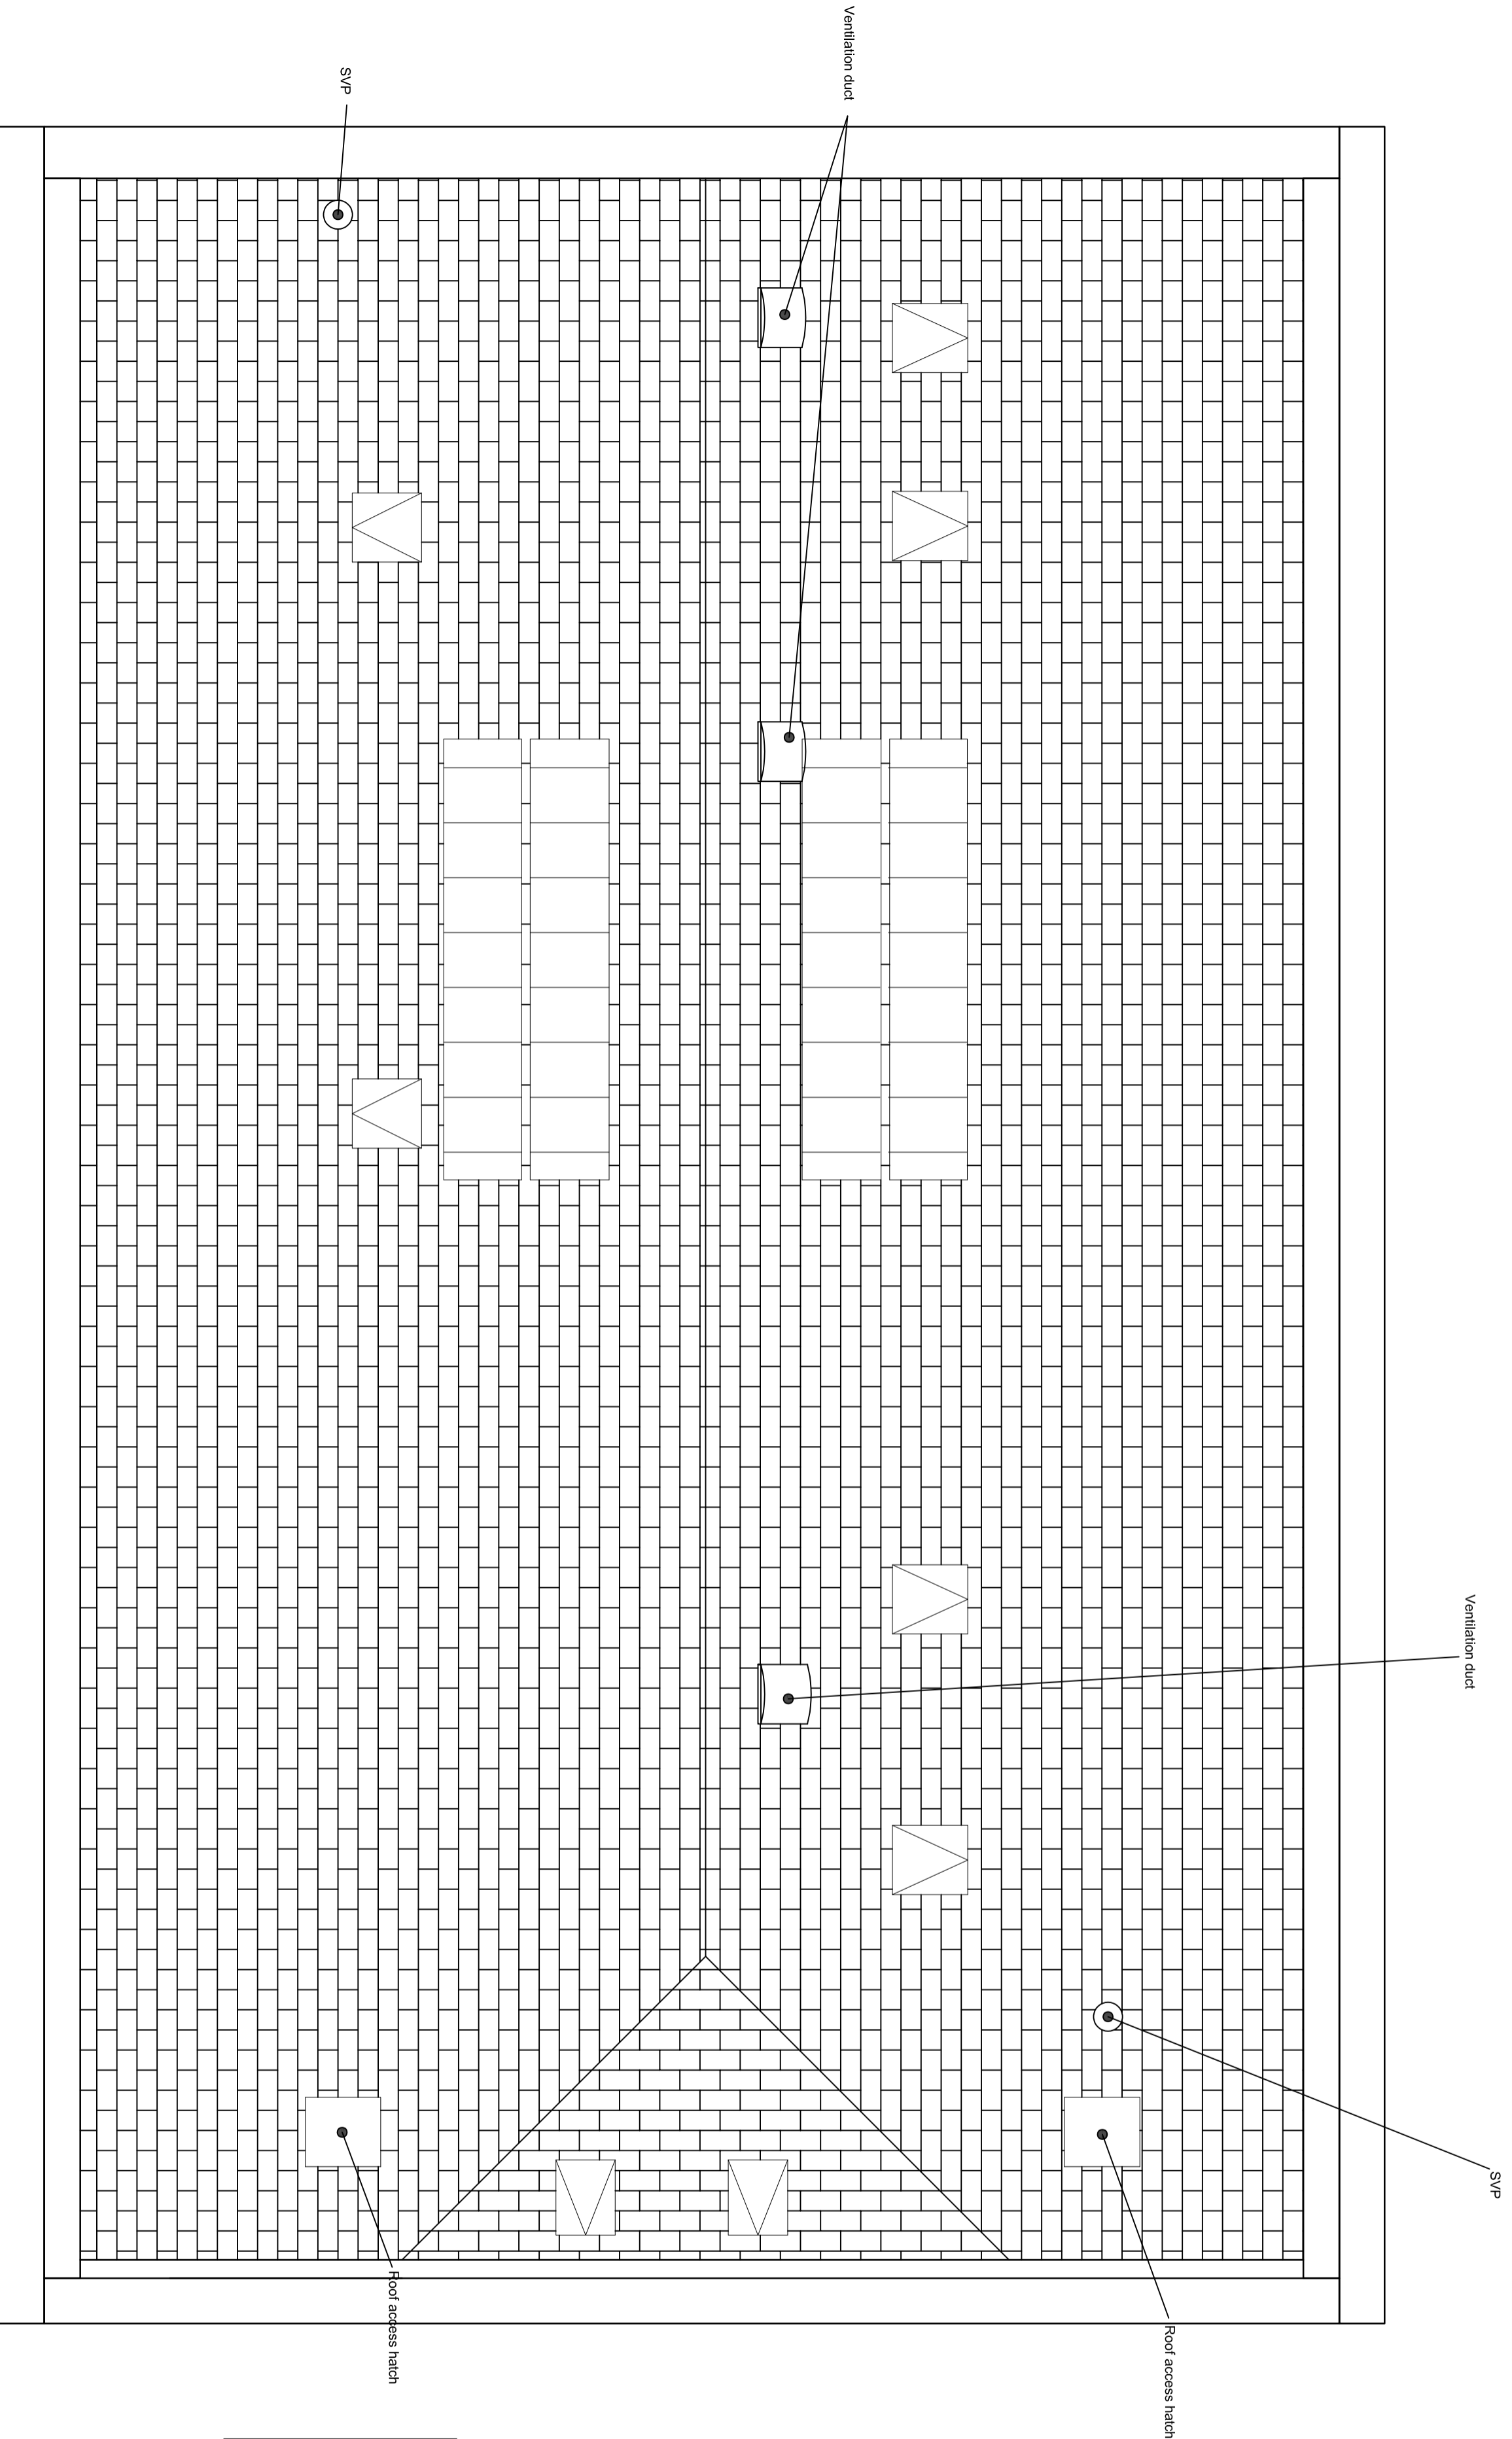 Ventilation duct
SVP
Ventilation duct
SVP
Roof access hatch
Roof access hatch